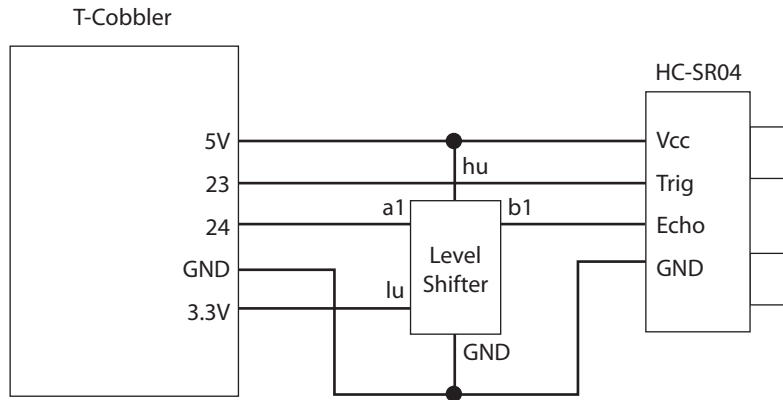 T-Cobbler
HC-SR04
5V
hu
Vcc
23
Trig
a1
b1
24
Echo
Level
Shifter
GND
GND
lu
3.3V
GND